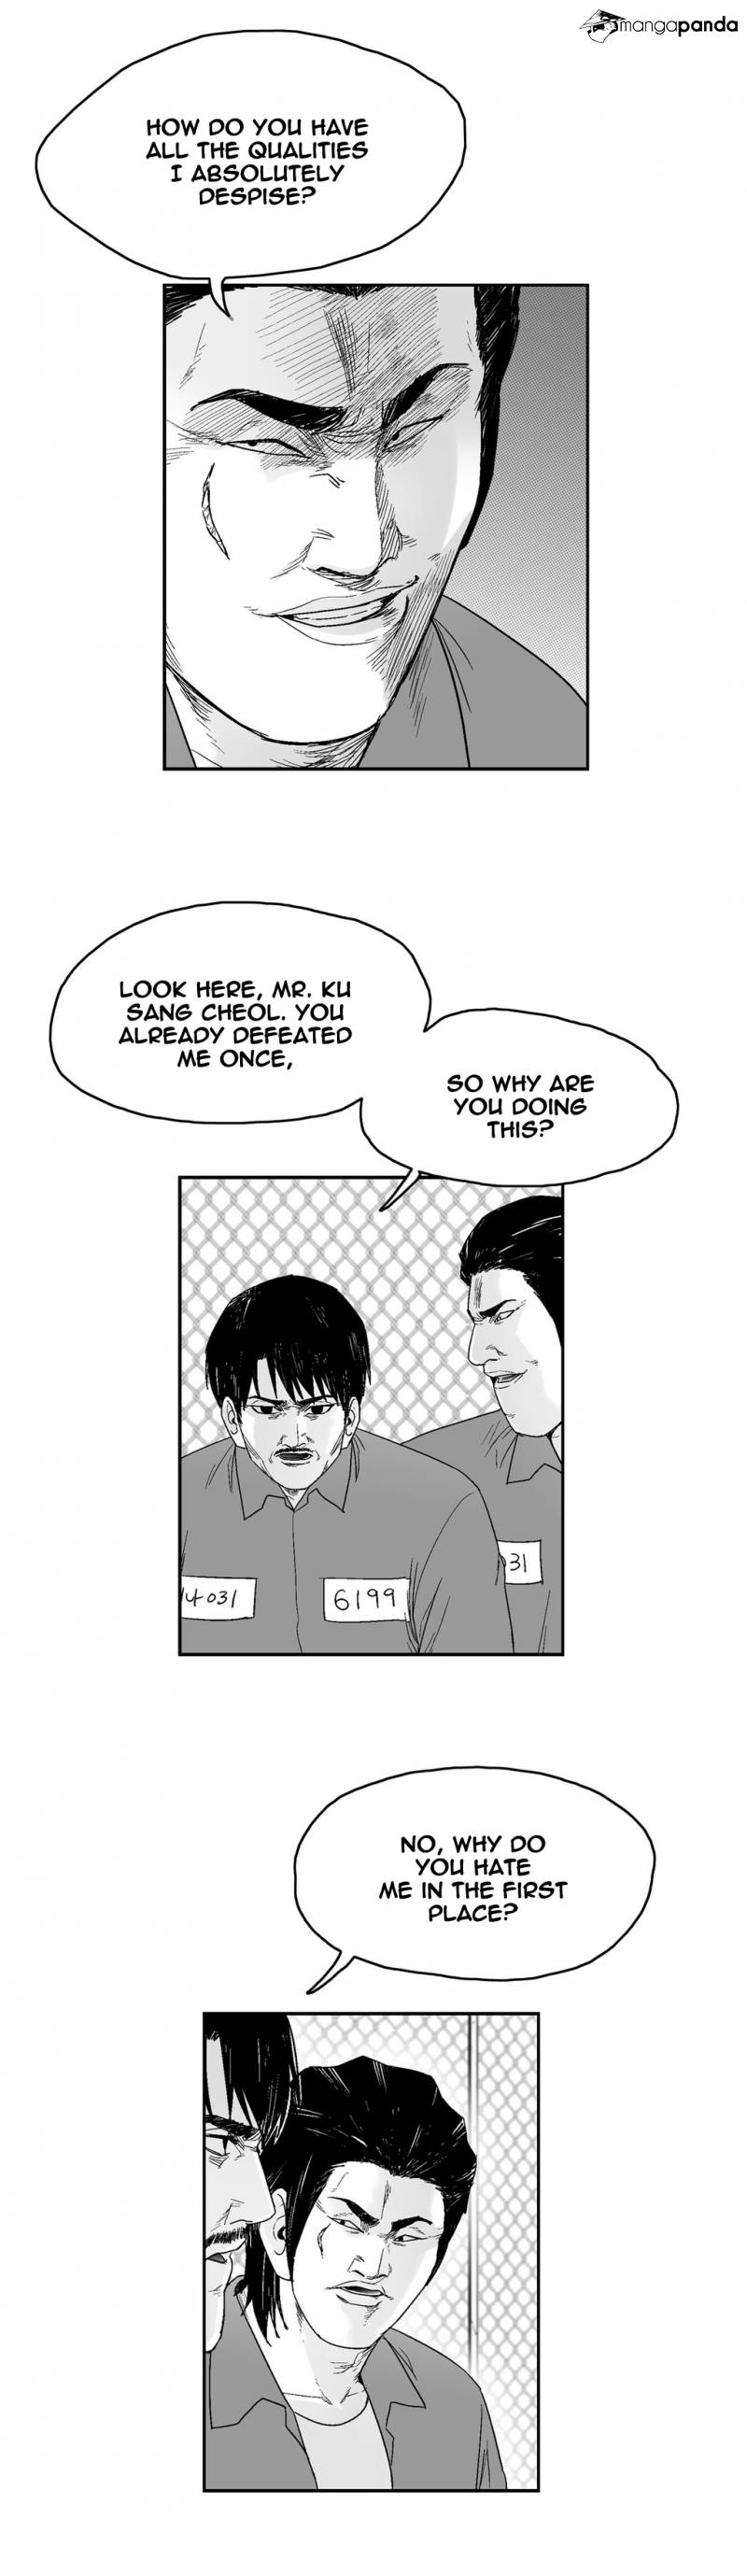 mangapanda
HOW DO YOU HAVE
ALL THE QUALITIES
I ABSOLUTELY
DESPISE?
LOOK HERE, MR. KU
SANG CHEOL. YOU
ALREADY DEFEATED
ME ONCE,
SO WHY ARE
YOU DOING
THIS?
4031
6199
31
NO, WHY DO
YOU HATE
ME IN THE FIRST
PLACE?